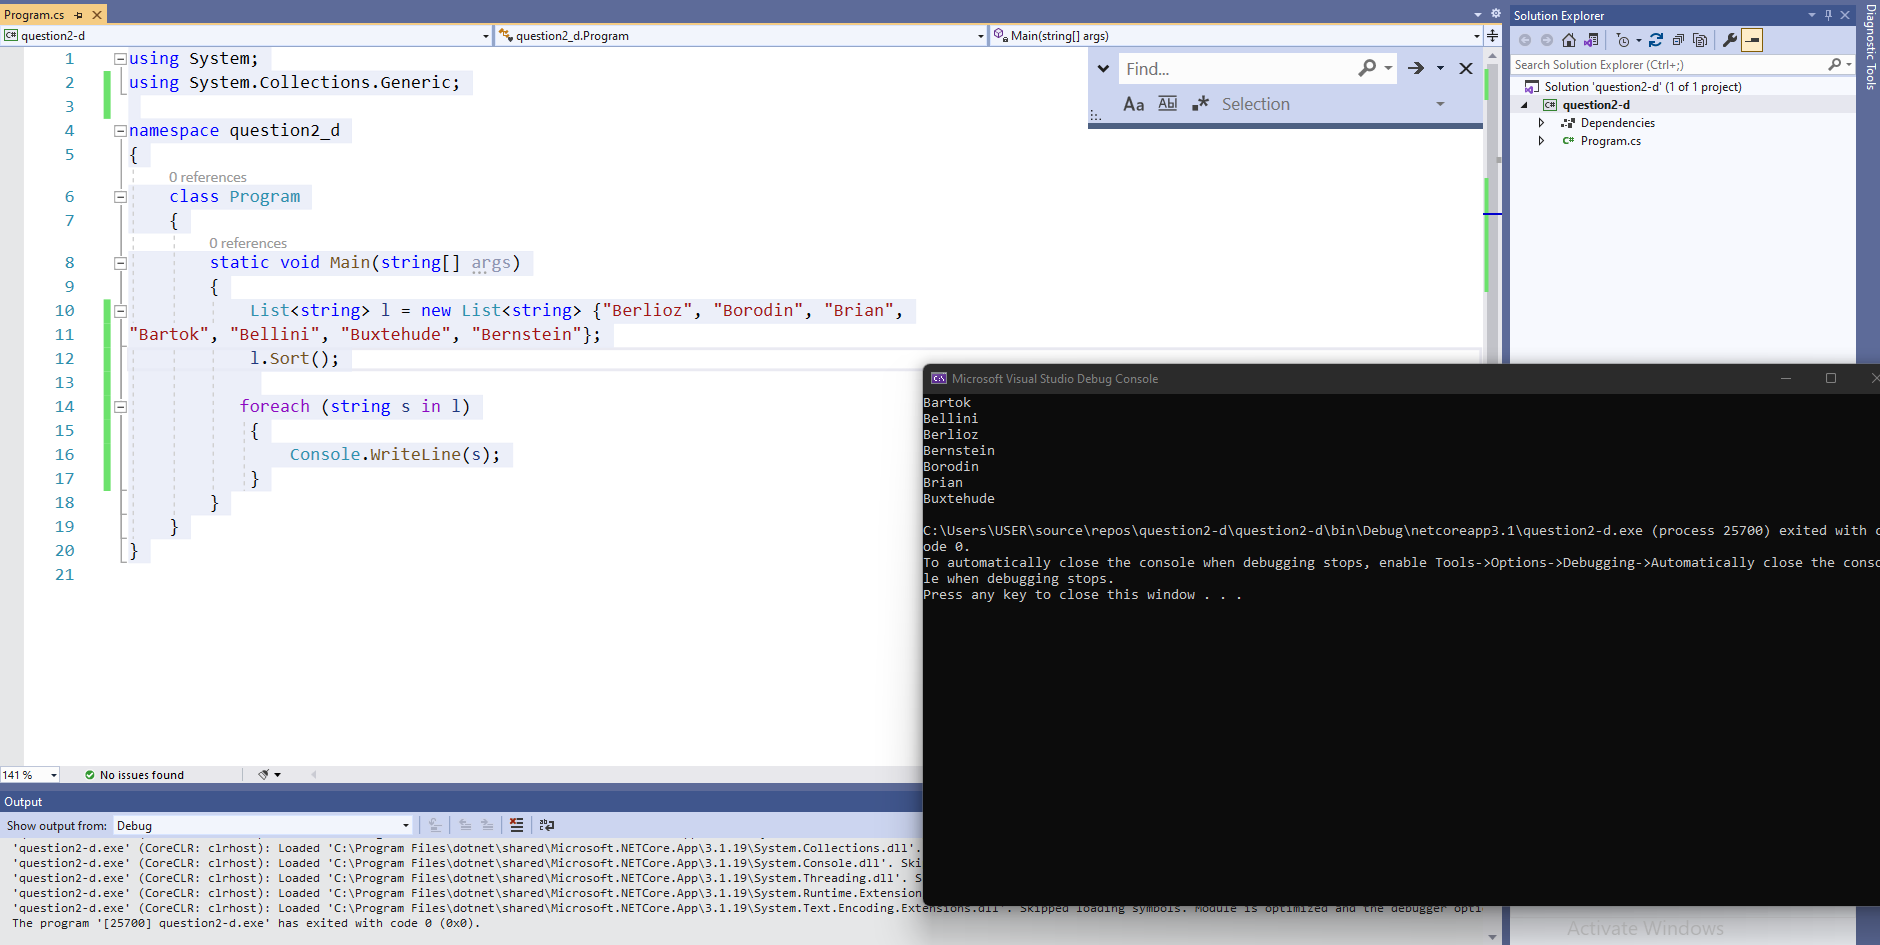 Program.cs
question2-d
question2_d.Program
Main(string[] args)
1 using System;
2 using System.Collections.Generic;
3
4 namespace question2_d
5 {
0 references
6 class Program
7 {
0 references
8 static void Main(string[] args)
9 {
10 List<string> l = new List<string> {"Berlioz", "Borodin", "Brian",
11 "Bartok", "Bellini", "Buxtehude", "Bernstein"};
12 l.Sort();
13
14 foreach (string s in l)
15 {
16 Console.WriteLine(s);
17 }
18 }
19 }
20 }
21
Find...
Aa Abl .* Selection
Solution Explorer
Search Solution Explorer (Ctrl+;)
Solution 'question2-d' (1 of 1 project)
C# question2-d
Dependencies
C# Program.cs
Diagnostic Tools
Microsoft Visual Studio Debug Console
Bartok
Bellini
Berlioz
Bernstein
Borodin
Brian
Buxtehude
C:\Users\USER\source\repos\question2-d\question2-d\bin\Debug\netcoreapp3.1\question2-d.exe (process 25700) exited with c
ode 0.
To automatically close the console when debugging stops, enable Tools->Options->Debugging->Automatically close the conso
le when debugging stops.
Press any key to close this window . . .
141 %
No issues found
Output
Show output from: Debug
'question2-d.exe' (CoreCLR: clrhost): Loaded 'C:\Program Files\dotnet\shared\Microsoft.NETCore.App\3.1.19\System.Collections.dll'.
'question2-d.exe' (CoreCLR: clrhost): Loaded 'C:\Program Files\dotnet\shared\Microsoft.NETCore.App\3.1.19\System.Console.dll'. Ski
'question2-d.exe' (CoreCLR: clrhost): Loaded 'C:\Program Files\dotnet\shared\Microsoft.NETCore.App\3.1.19\System.Threading.dll'. S
'question2-d.exe' (CoreCLR: clrhost): Loaded 'C:\Program Files\dotnet\shared\Microsoft.NETCore.App\3.1.19\System.Runtime.Extension
'question2-d.exe' (CoreCLR: clrhost): Loaded 'C:\Program Files\dotnet\shared\Microsoft.NETCore.App\3.1.19\System.Text.Encoding.Extensions.dll'. Skipped loading symbols. Module is optimized and the debugger opti
The program '[25700] question2-d.exe' has exited with code 0 (0x0).
Activate Windows